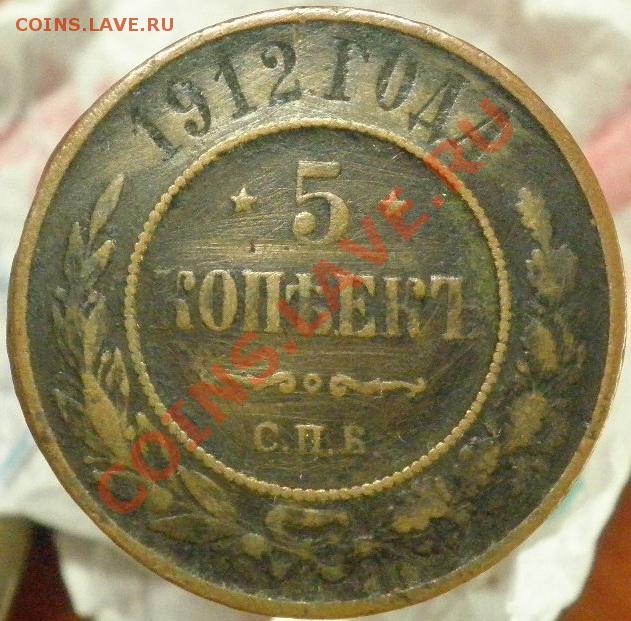 COINS.LAVE.RU
1912 ГОДА
5
КОПѢЕКЪ
С.П.Б.
COINS.LAVE.RU